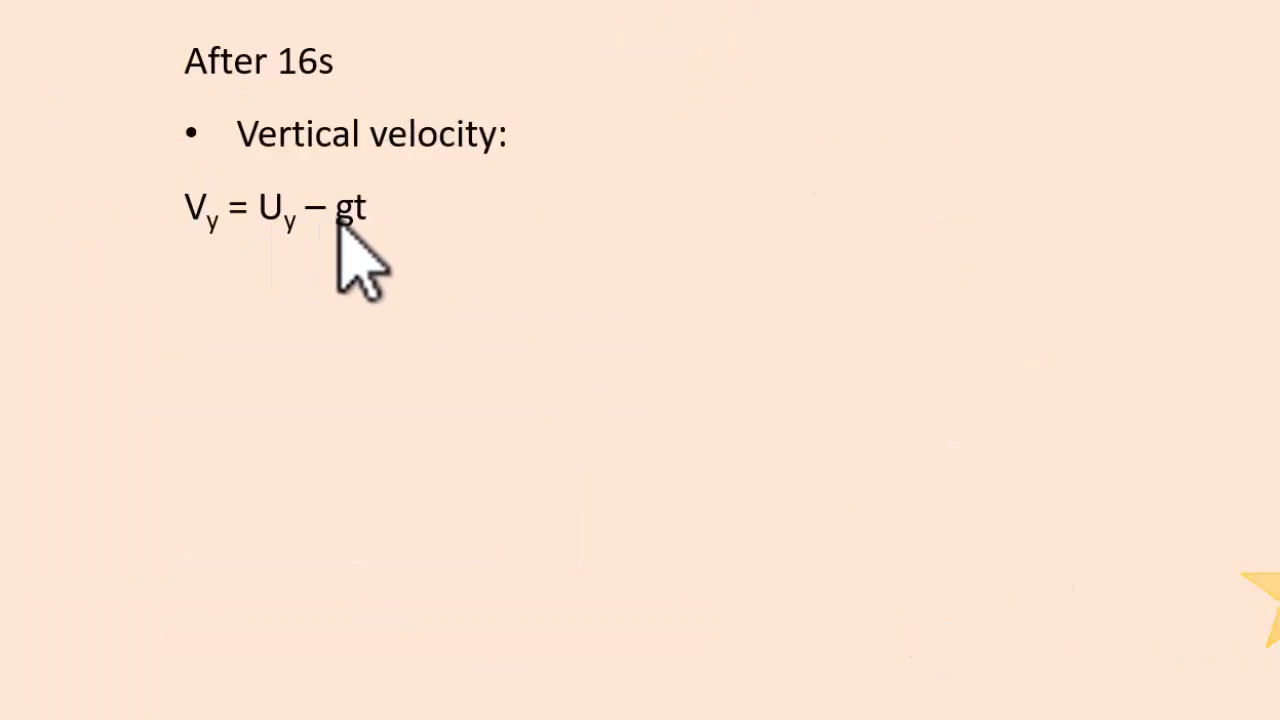 After 16s
• Vertical velocity:
Vy = Uy – gt